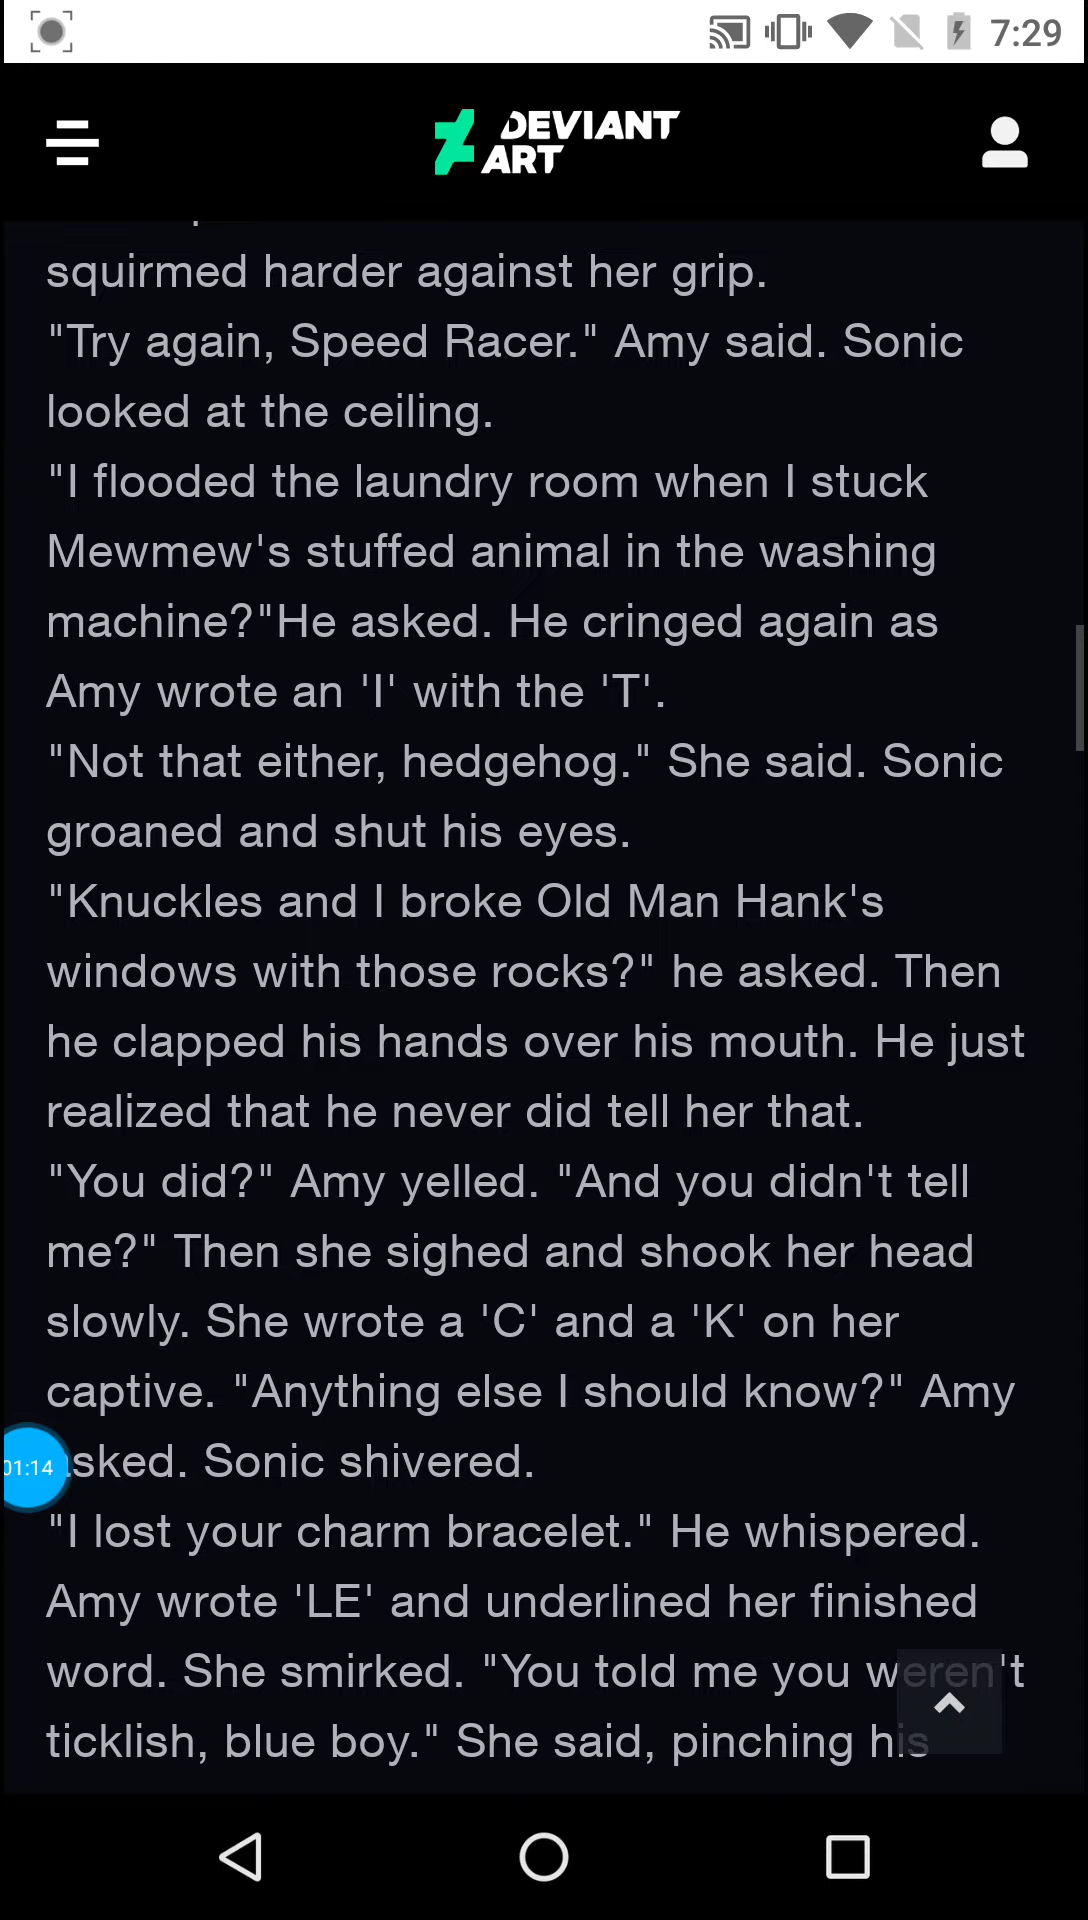 7:29
DEVIANT
ART
squirmed harder against her grip.
"Try again, Speed Racer." Amy said. Sonic
looked at the ceiling.
"I flooded the laundry room when I stuck
Mewmew's stuffed animal in the washing
machine?"He asked. He cringed again as
Amy wrote an 'I' with the 'T'.
"Not that either, hedgehog." She said. Sonic
groaned and shut his eyes.
"Knuckles and I broke Old Man Hank's
windows with those rocks?" he asked. Then
he clapped his hands over his mouth. He just
realized that he never did tell her that.
"You did?" Amy yelled. "And you didn't tell
me?" Then she sighed and shook her head
slowly. She wrote a 'C' and a 'K' on her
captive. "Anything else I should know?" Amy
01:14 asked. Sonic shivered.
"I lost your charm bracelet." He whispered.
Amy wrote 'LE' and underlined her finished
word. She smirked. "You told me you weren't
ticklish, blue boy." She said, pinching his